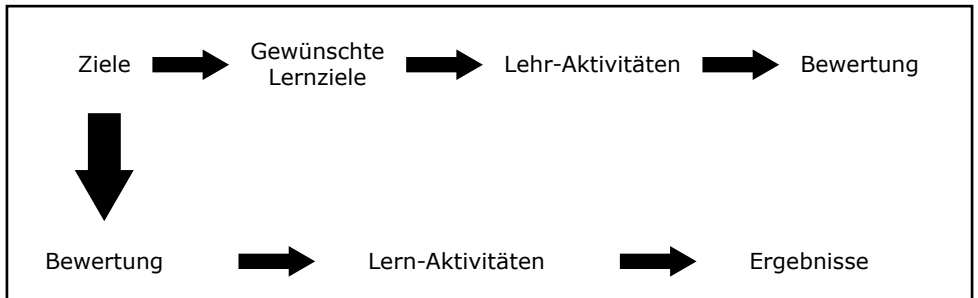 Ziele
Gewünschte
Lernziele
Lehr-Aktivitäten
Bewertung
Bewertung
Lern-Aktivitäten
Ergebnisse